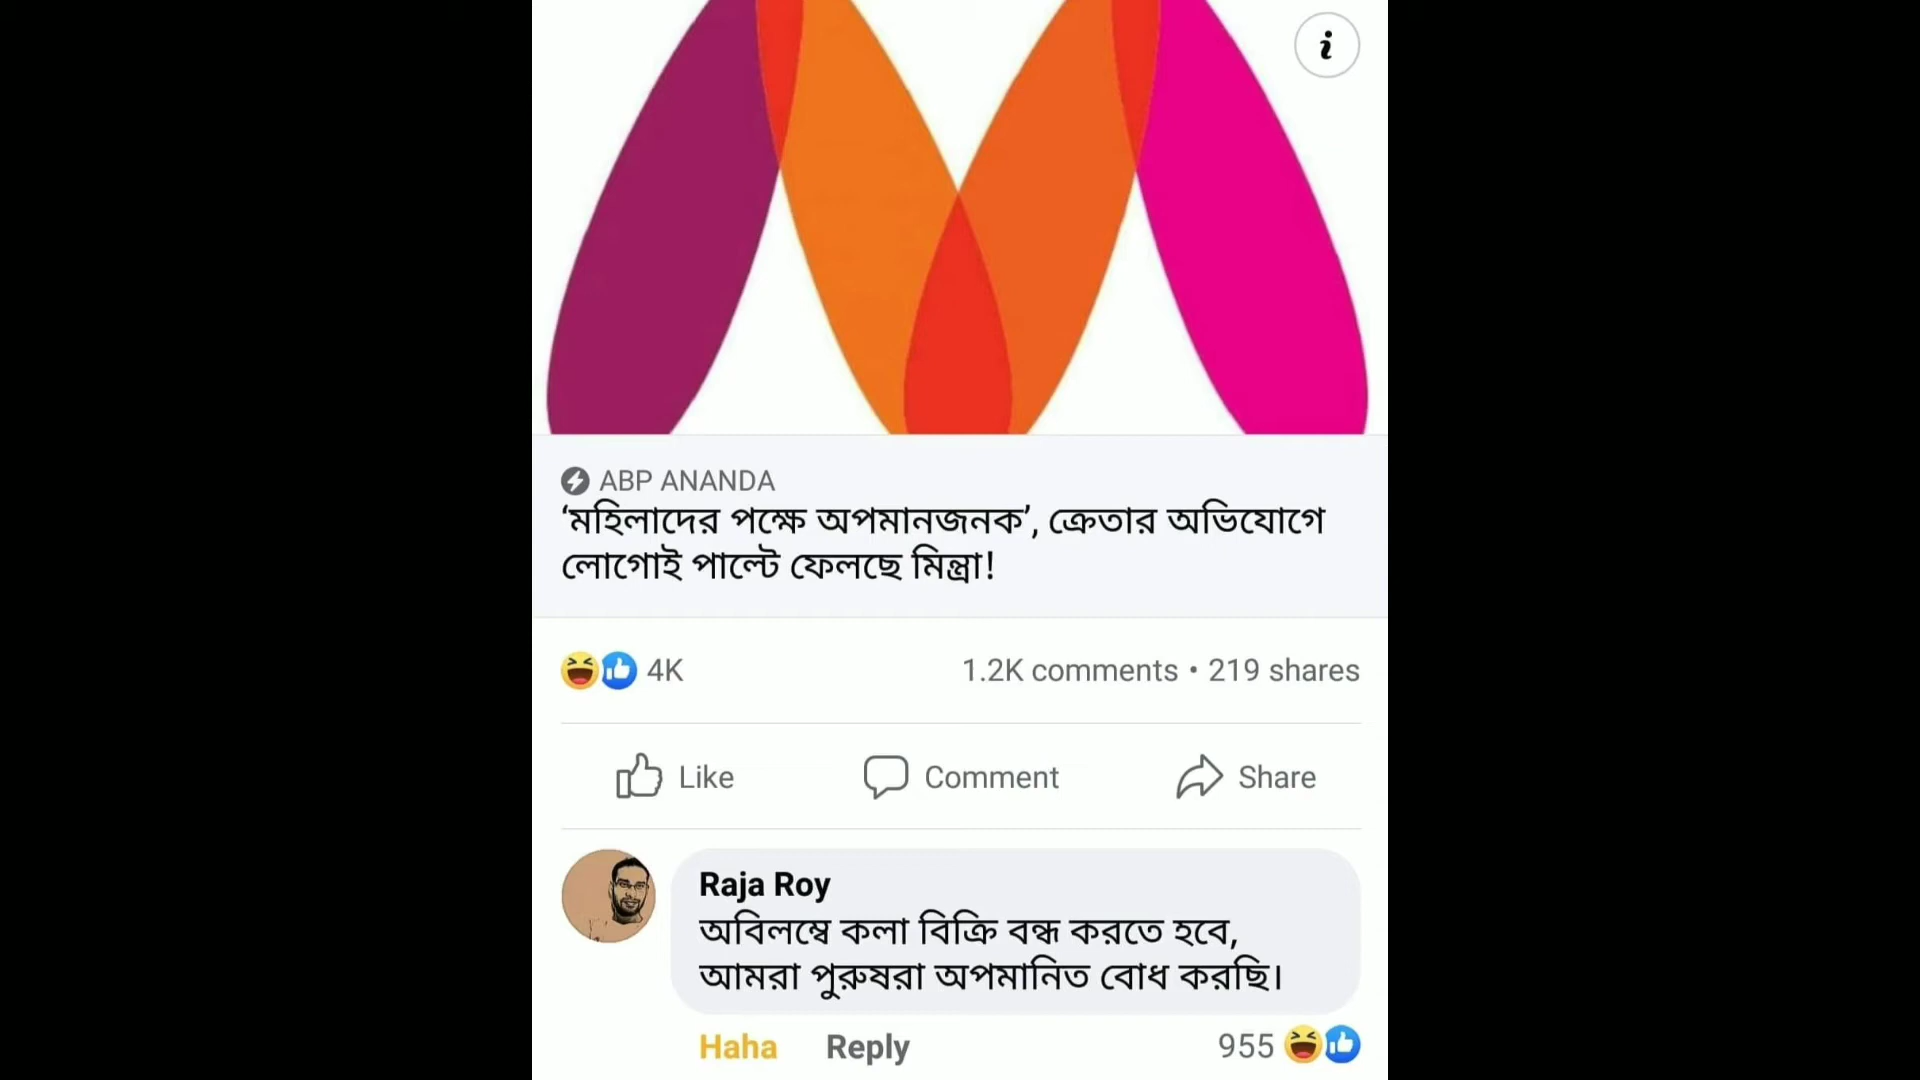 i
ABP ANANDA
‘মহিলাদের পক্ষে অপমানজনক’, ক্রেতার অভিযোগে
লোগোই পাল্টে ফেলছে মিন্ত্রা!
4K 1.2K comments • 219 shares
Like Comment Share
Raja Roy
অবিলম্বে কলা বিক্রি বন্ধ করতে হবে,
আমরা পুরুষরা অপমানিত বোধ করছি।
Haha Reply 955